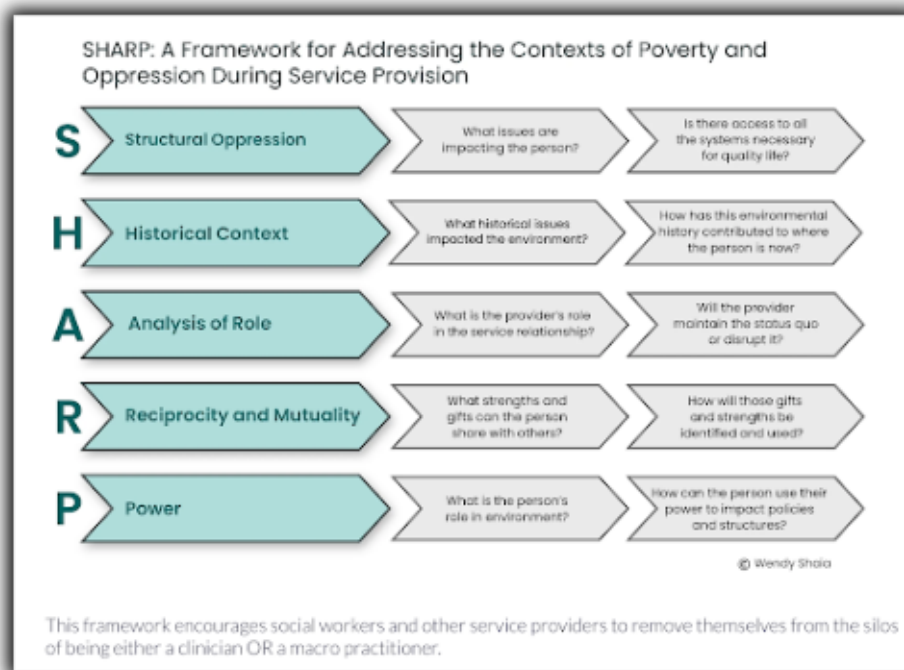 SHARP: A Framework for Addressing the Contexts of Poverty and
Oppression During Service Provision
S
Structural Oppression
What issues are
impacting the person?
Is there access to all
the systems necessary
for quality life?
H
Historical Context
What historical issues
impacted the environment?
How has this environmental
history contributed to where
the person is now?
A
Analysis of Role
What is the provider's role
in the service relationship?
Will the provider
maintain the status quo
or disrupt it?
R
Reciprocity and Mutuality
What strengths and
gifts can the person
share with others?
How will those gifts
and strengths be
identified and used?
P
Power
What is the person's
role in environment?
How can the person use their
power to impact policies
and structures?
© Wendy Shaia
This framework encourages social workers and other service providers to remove themselves from the silos
of being either a clinician OR a macro practitioner.